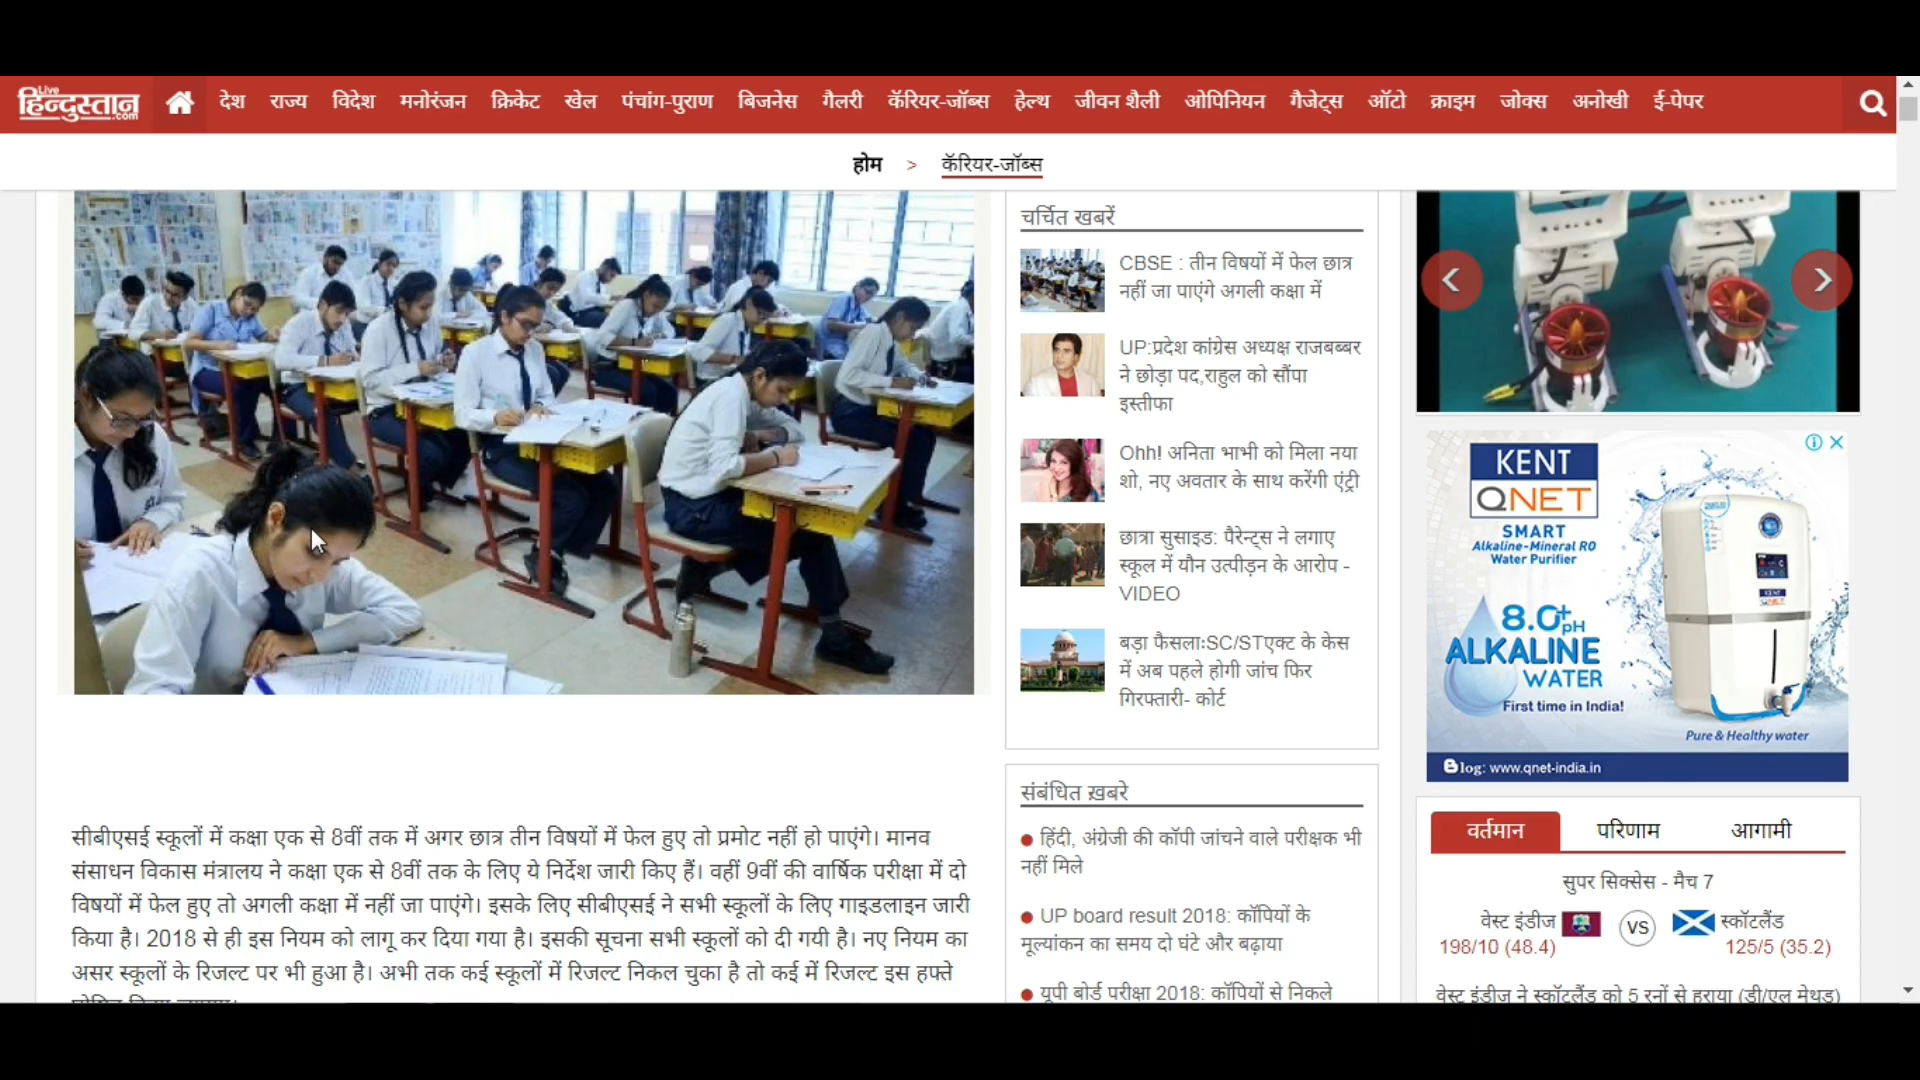 Live
हिन्दुस्तान
.com
देश राज्य विदेश मनोरंजन क्रिकेट खेल पंचांग-पुराण बिजनेस गैलरी कॅरियर-जॉब्स हेल्थ जीवन शैली ओपिनियन गैजेट्स ऑटो क्राइम जोक्स अनोखी ई-पेपर
होम > कॅरियर-जॉब्स
सीबीएसई स्कूलों में कक्षा एक से 8वीं तक में अगर छात्र तीन विषयों में फेल हुए तो प्रमोट नहीं हो पाएंगे। मानव
संसाधन विकास मंत्रालय ने कक्षा एक से 8वीं तक के लिए ये निर्देश जारी किए हैं। वहीं 9वीं की वार्षिक परीक्षा में दो
विषयों में फेल हुए तो अगली कक्षा में नहीं जा पाएंगे। इसके लिए सीबीएसई ने सभी स्कूलों के लिए गाइडलाइन जारी
किया है। 2018 से ही इस नियम को लागू कर दिया गया है। इसकी सूचना सभी स्कूलों को दी गयी है। नए नियम का
असर स्कूलों के रिजल्ट पर भी हुआ है। अभी तक कई स्कूलों में रिजल्ट निकल चुका है तो कई में रिजल्ट इस हफ्ते
चर्चित खबरें
CBSE : तीन विषयों में फेल छात्र
नहीं जा पाएंगे अगली कक्षा में
UP:प्रदेश कांग्रेस अध्यक्ष राजबब्बर
ने छोड़ा पद,राहुल को सौंपा
इस्तीफा
Ohh! अनिता भाभी को मिला नया
शो, नए अवतार के साथ करेंगी एंट्री
छात्रा सुसाइड: पैरेन्ट्स ने लगाए
स्कूल में यौन उत्पीड़न के आरोप -
VIDEO
बड़ा फैसलाःSC/STएक्ट के केस
में अब पहले होगी जांच फिर
गिरफ्तारी- कोर्ट
संबंधित ख़बरे
हिंदी, अंग्रेजी की कॉपी जांचने वाले परीक्षक भी
नहीं मिले
UP board result 2018: कॉपियों के
मूल्यांकन का समय दो घंटे और बढ़ाया
यूपी बोर्ड परीक्षा 2018: कॉपियों से निकले
KENT
QNET
SMART
Alkaline-Mineral RO
Water Purifier
8.0+ pH
ALKALINE
WATER
First time in India!
Pure & Healthy water
Blog: www.qnet-india.in
वर्तमान परिणाम आगामी
सुपर सिक्सेस - मैच 7
वेस्ट इंडीज VS स्कॉटलैंड
198/10 (48.4) 125/5 (35.2)
वेस्ट इंडीज ने स्कॉटलैंड को 5 रनों से हराया (डी/एल मेथड)